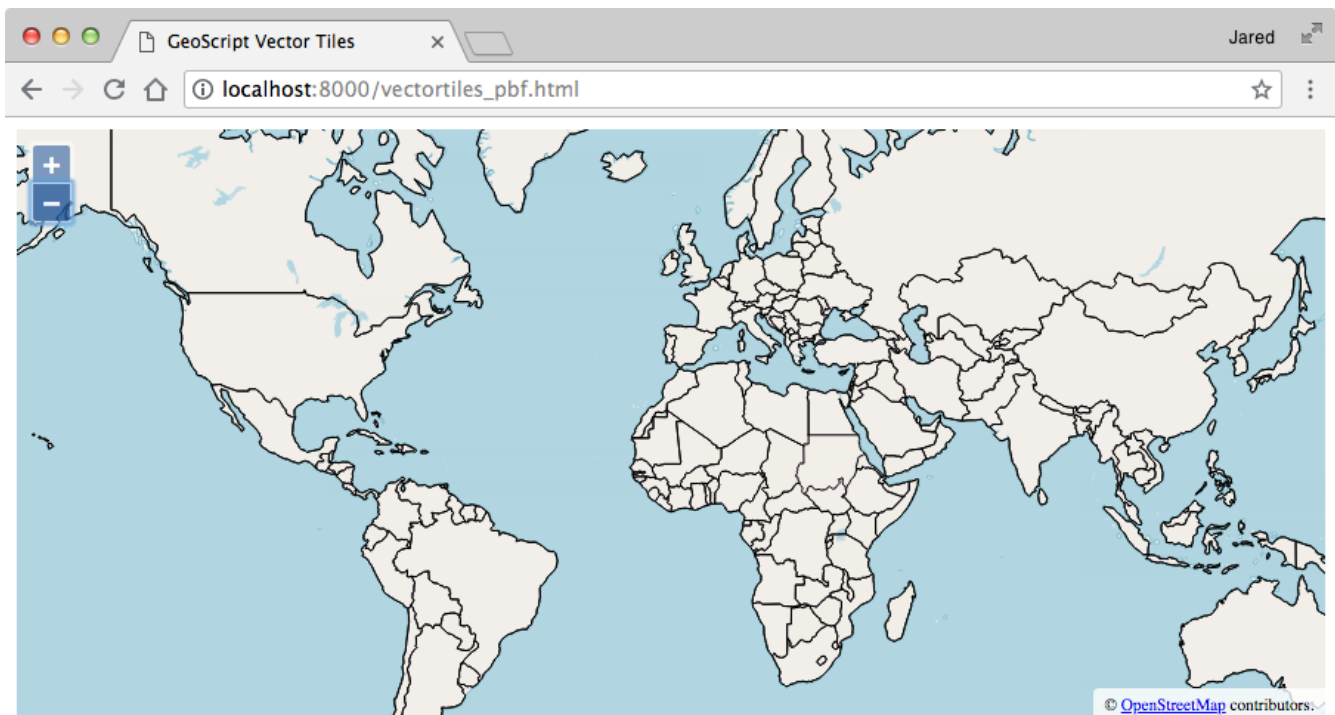 GeoScript Vector Tiles
Jared
localhost:8000/vectortiles_pbf.html
+
−
© OpenStreetMap contributors.